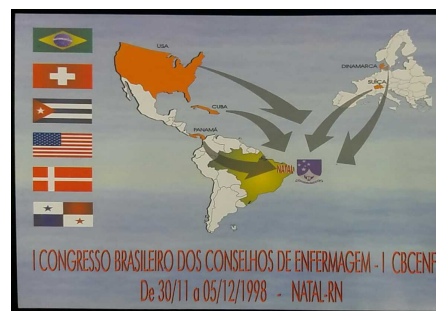 USA
DINAMARCA
SUIÇA
CUBA
PANAMÁ
NATAL
I CONGRESSO BRASILEIRO DOS CONSELHOS DE ENFERMAGEM - I CBCENF
De 30/11 a 05/12/1998 - NATAL-RN